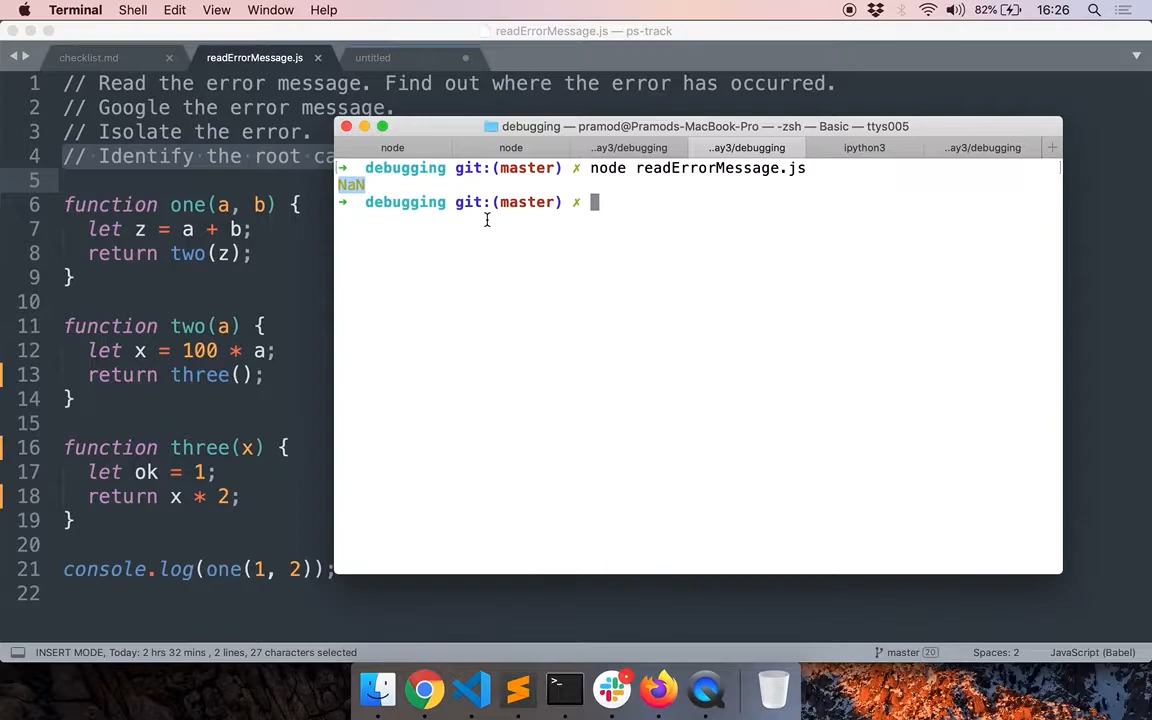 Terminal Shell Edit View Window Help 82% 16:26
readErrorMessage.js — ps-track
checklist.md × readErrorMessage.js × untitled
1 // Read the error message. Find out where the error has occurred.
2 // Google the error message.
3 // Isolate the error.
4 // Identify the root ca
5
6 function one(a, b) {
7 let z = a + b;
8 return two(z);
9 }
10
11 function two(a) {
12 let x = 100 * a;
13 return three();
14 }
15
16 function three(x) {
17 let ok = 1;
18 return x * 2;
19 }
20
21 console.log(one(1, 2));
22
debugging — pramod@Pramods-MacBook-Pro — -zsh — Basic — ttys005
node node ..ay3/debugging ..ay3/debugging ipython3 ..ay3/debugging +
[➜ debugging git:(master) ✗ node readErrorMessage.js ]
NaN
➜ debugging git:(master) ✗
INSERT MODE, Today: 2 hrs 32 mins , 2 lines, 27 characters selected master 20 Spaces: 2 JavaScript (Babel)